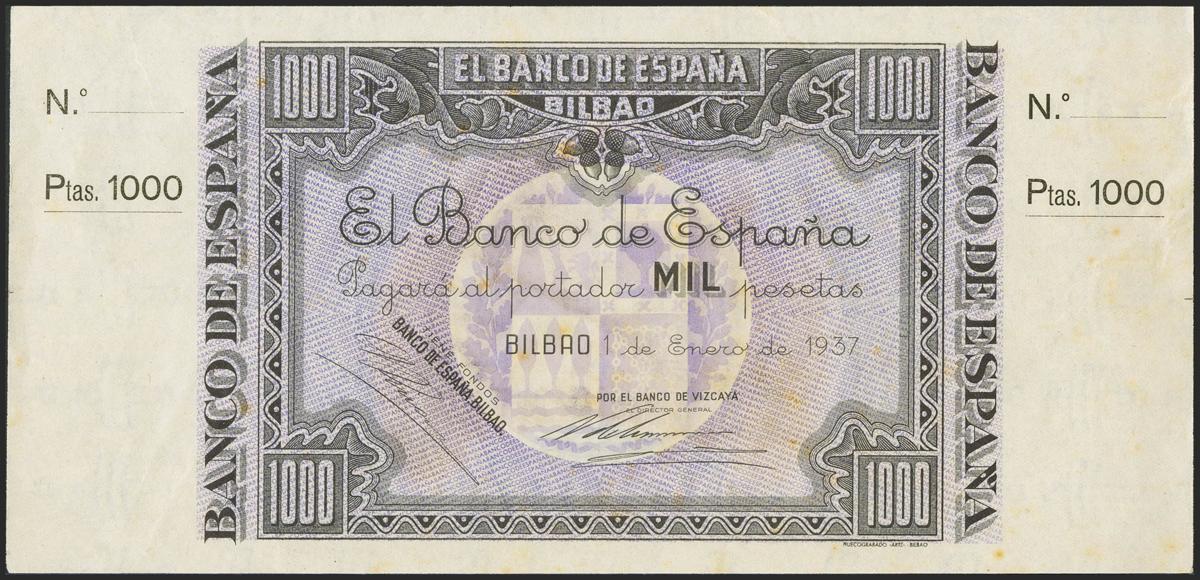 N.º
Ptas. 1000
BANCO DE ESPAÑA
1000
EL BANCO DE ESPAÑA
BILBAO
1000
El Banco de España
Pagará al portador MIL pesetas
BILBAO 1 de Enero de 1937
FONDOS
BANCO DE ESPAÑA, BILBAO.
POR EL BANCO DE VIZCAYA
EL DIRECTOR GENERAL
1000
1000
BANCO DE ESPAÑA
N.º
Ptas. 1000
HUECOGRABADO -ARTE- BILBAO